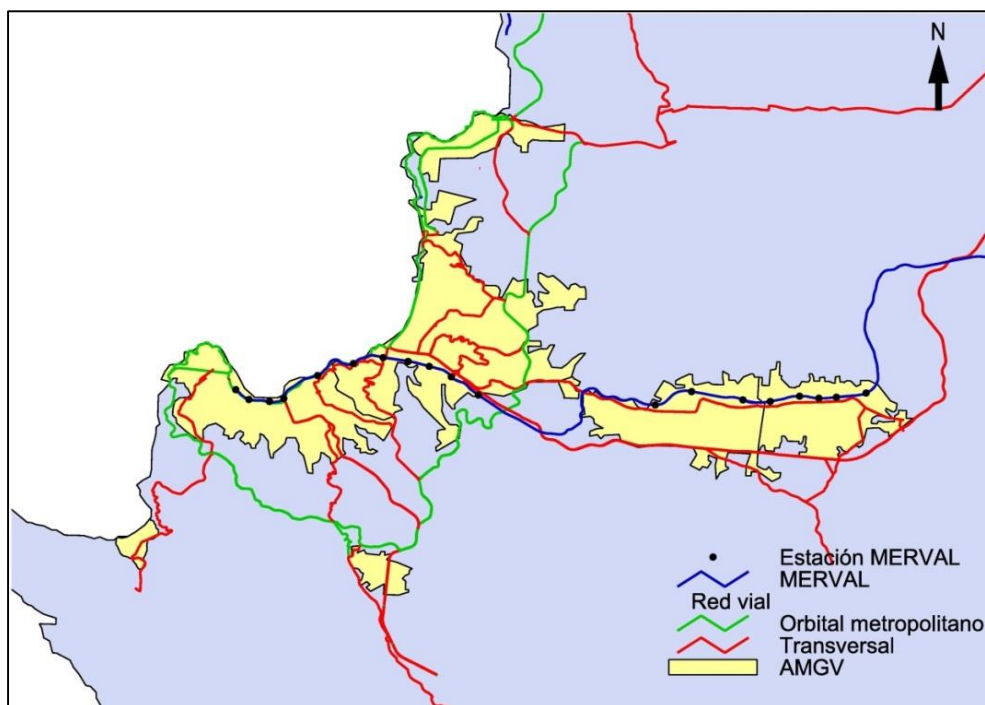 N
Estación MERVAL
MERVAL
Red vial
Orbital metropolitano
Transversal
AMGV